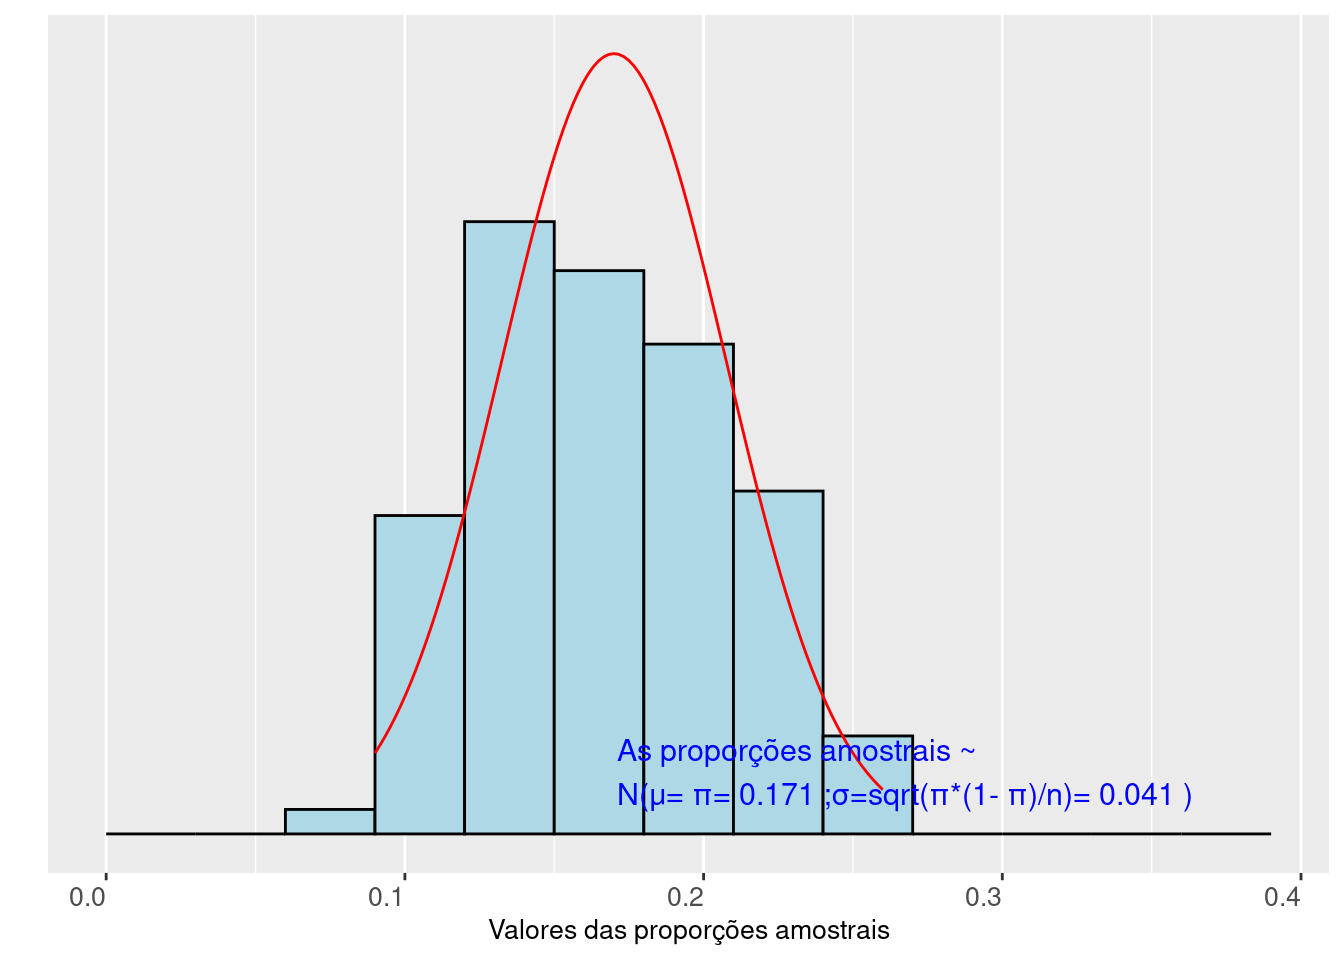 As proporções amostrais ~
N(μ= π= 0.171 ;σ=sqrt(π*(1- π)/n)= 0.041 )
0.0 0.1 0.2 0.3 0.4
Valores das proporções amostrais